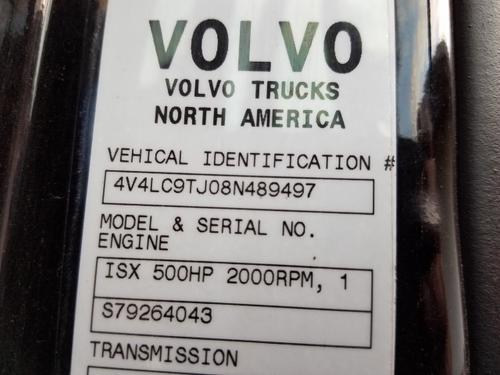 VOLVO
VOLVO TRUCKS
NORTH AMERICA
VEHICAL IDENTIFICATION #
4V4LC9TJ08N489497
MODEL & SERIAL NO.
ENGINE
ISX 500HP 2000RPM, 1
S79264043
TRANSMISSION